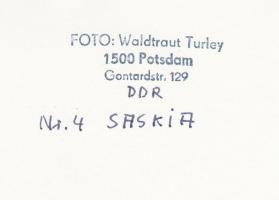 FOTO: Waldtraut Turley
1500 Potsdam
Gontardstr. 129
DDR
Nr. 4 SASKIA